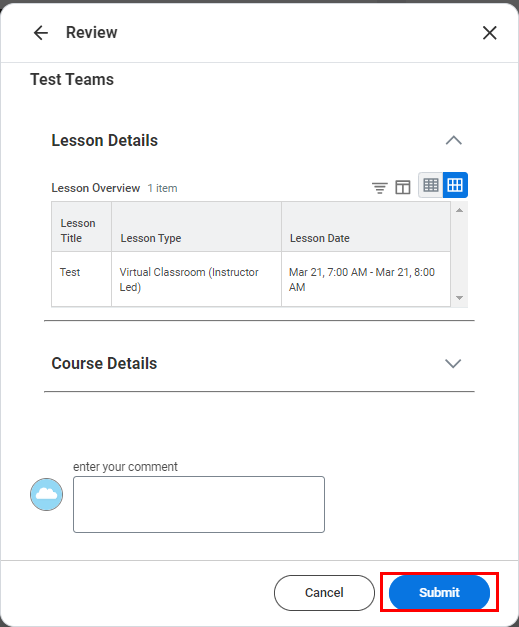 Review
Test Teams
Lesson Details
Lesson Overview 1 item
Lesson Title Lesson Type Lesson Date
Test Virtual Classroom (Instructor Led) Mar 21, 7:00 AM - Mar 21, 8:00 AM
Course Details
enter your comment
Cancel Submit